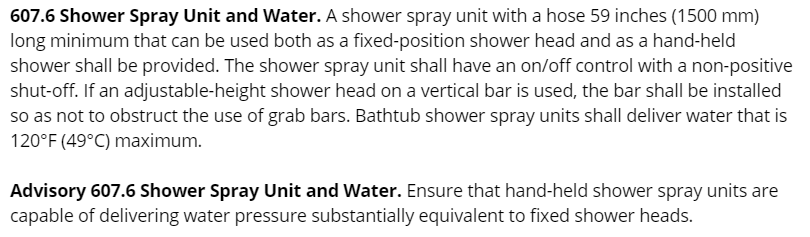 607.6 Shower Spray Unit and Water. A shower spray unit with a hose 59 inches (1500 mm)
long minimum that can be used both as a fixed-position shower head and as a hand-held
shower shall be provided. The shower spray unit shall have an on/off control with a non-positive
shut-off. If an adjustable-height shower head on a vertical bar is used, the bar shall be installed
so as not to obstruct the use of grab bars. Bathtub shower spray units shall deliver water that is
120°F (49°C) maximum.
Advisory 607.6 Shower Spray Unit and Water. Ensure that hand-held shower spray units are
capable of delivering water pressure substantially equivalent to fixed shower heads.